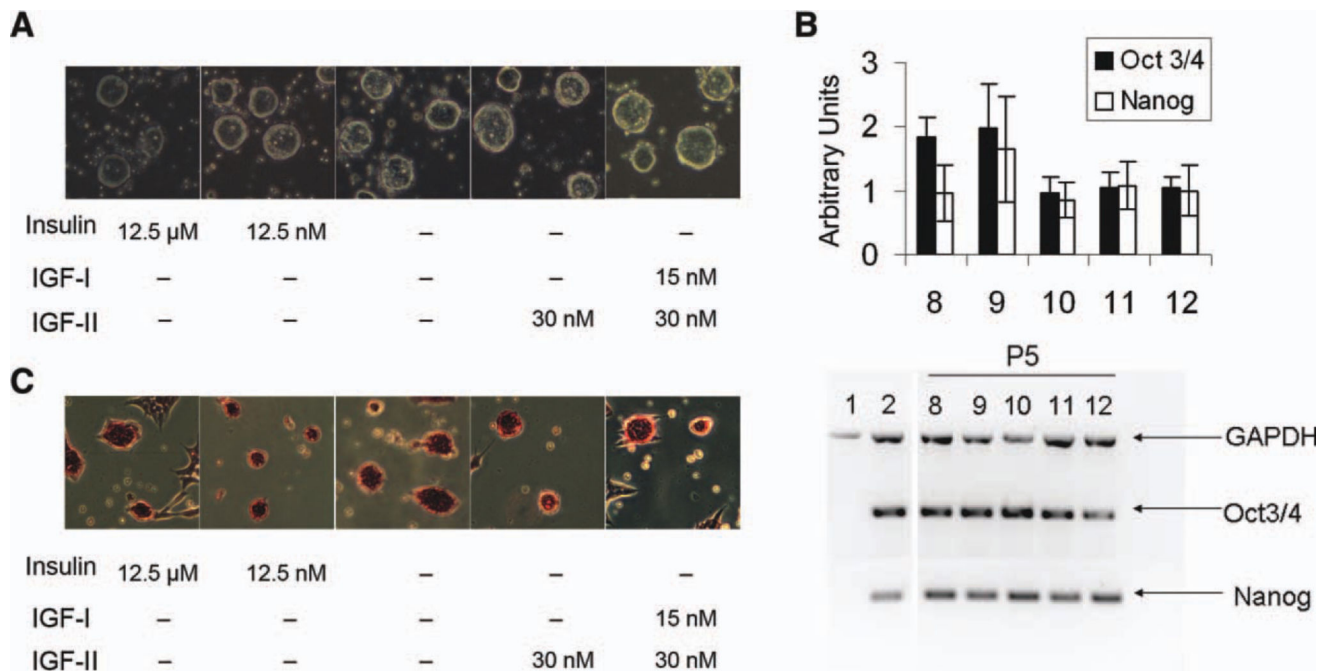 A
Insulin 12.5 µM 12.5 nM – – –
IGF-I – – – – 15 nM
IGF-II – – – 30 nM 30 nM
B
Oct 3/4
Nanog
Arbitrary Units
3
2
1
0
8 9 10 11 12
P5
1 2 8 9 10 11 12
GAPDH
Oct3/4
Nanog
C
Insulin 12.5 µM 12.5 nM – – –
IGF-I – – – – 15 nM
IGF-II – – – 30 nM 30 nM